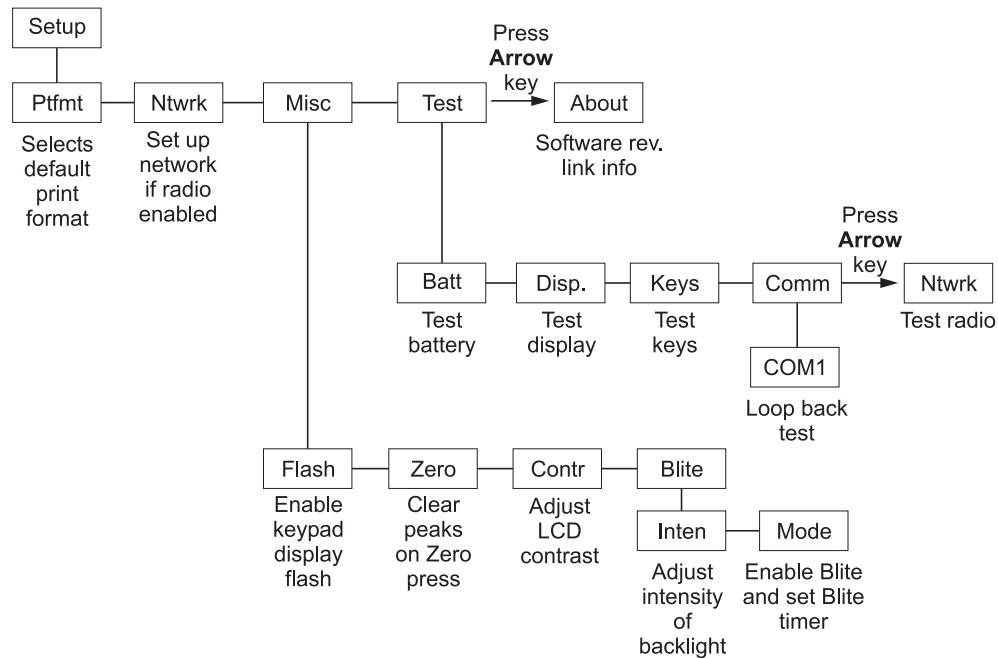 Setup
Press
Arrow
key
Ptfmt
Ntwrk
Misc
Test
About
Selects
default
print
format
Set up
network
if radio
enabled
Software rev.
link info
Press
Arrow
key
Batt
Disp.
Keys
Comm
Ntwrk
Test
battery
Test
display
Test
keys
Test radio
COM1
Loop back
test
Flash
Zero
Contr
Blite
Enable
keypad
display
flash
Clear
peaks
on Zero
press
Adjust
LCD
contrast
Inten
Mode
Adjust
intensity
of
backlight
Enable Blite
and set Blite
timer